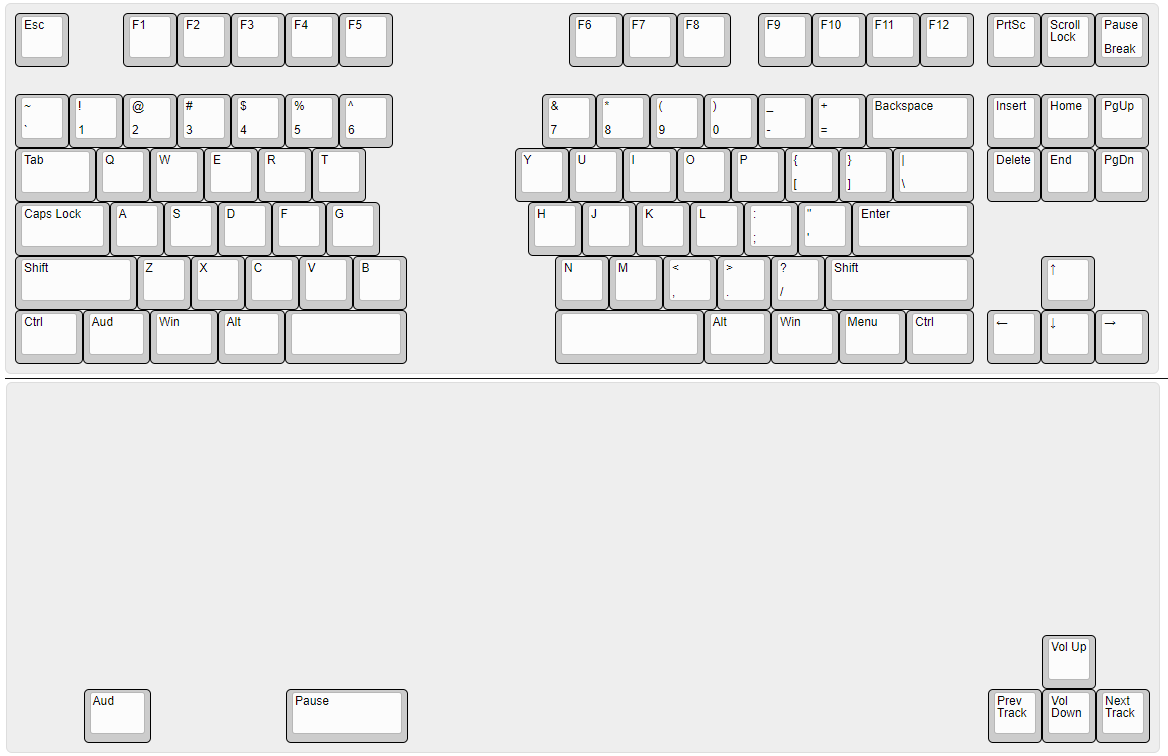 Esc F1 F2 F3 F4 F5 F6 F7 F8 F9 F10 F11 F12 PrtSc Scroll Lock Pause Break
~ ` ! 1 @ 2 # 3 $ 4 % 5 ^ 6 & 7 * 8 ( 9 ) 0 _ - + = Backspace Insert Home PgUp
Tab Q W E R T Y U I O P { [ } ] | \ Delete End PgDn
Caps Lock A S D F G H J K L : ; " ' Enter
Shift Z X C V B N M < , > . ? / Shift ↑
Ctrl Aud Win Alt Alt Win Menu Ctrl ← ↓ →
Vol Up
Aud Pause Prev Track Vol Down Next Track